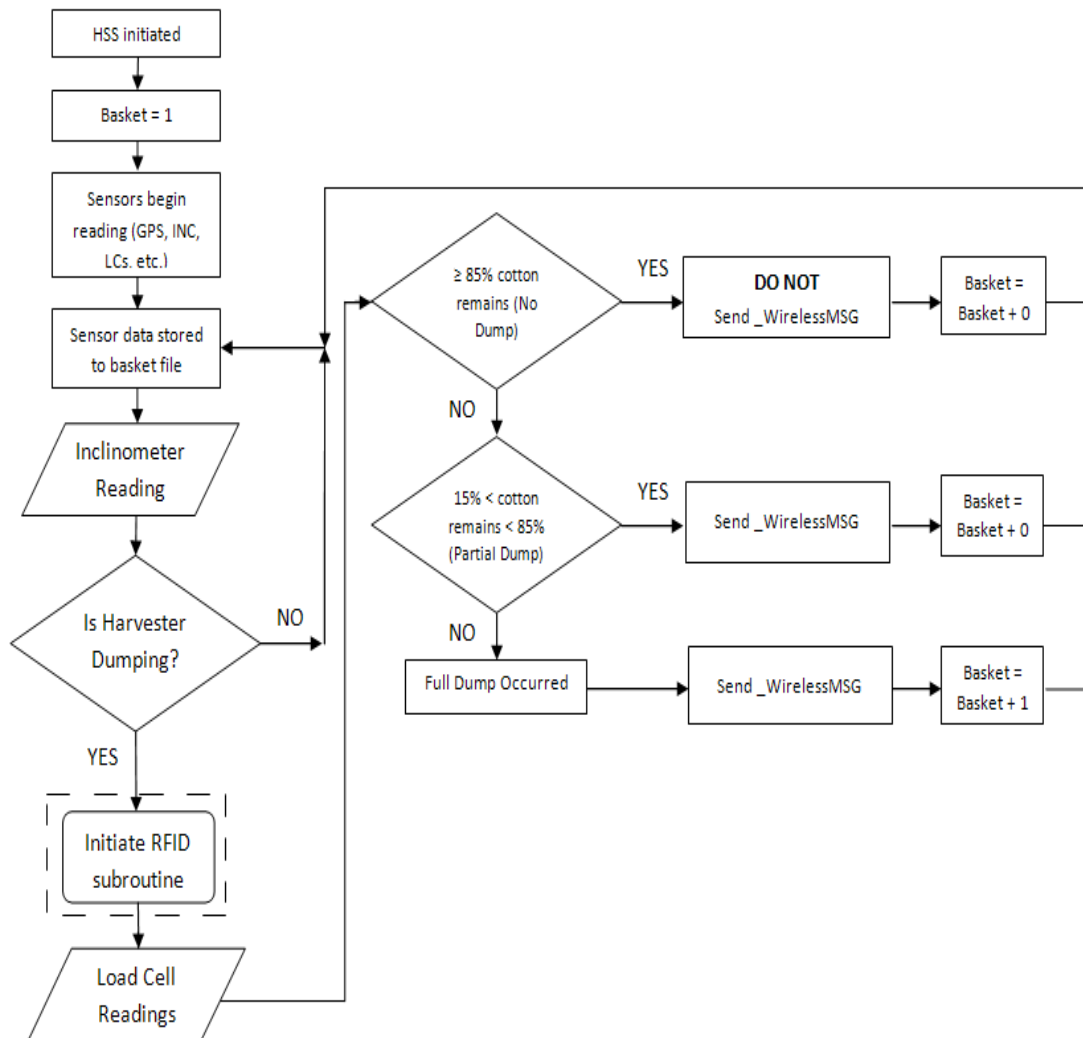 HSS initiated
Basket = 1
Sensors begin
reading (GPS, INC,
LCs, etc.)
Sensor data stored
to basket file
Inclinometer
Reading
Is Harvester
Dumping?
NO
YES
Initiate RFID
subroutine
Load Cell
Readings
≥ 85% cotton
remains (No
Dump)
YES
DO NOT
Send _WirelessMSG
Basket =
Basket + 0
NO
15% < cotton
remains < 85%
(Partial Dump)
YES
Send _WirelessMSG
Basket =
Basket + 0
NO
Full Dump Occurred
Send _WirelessMSG
Basket =
Basket + 1